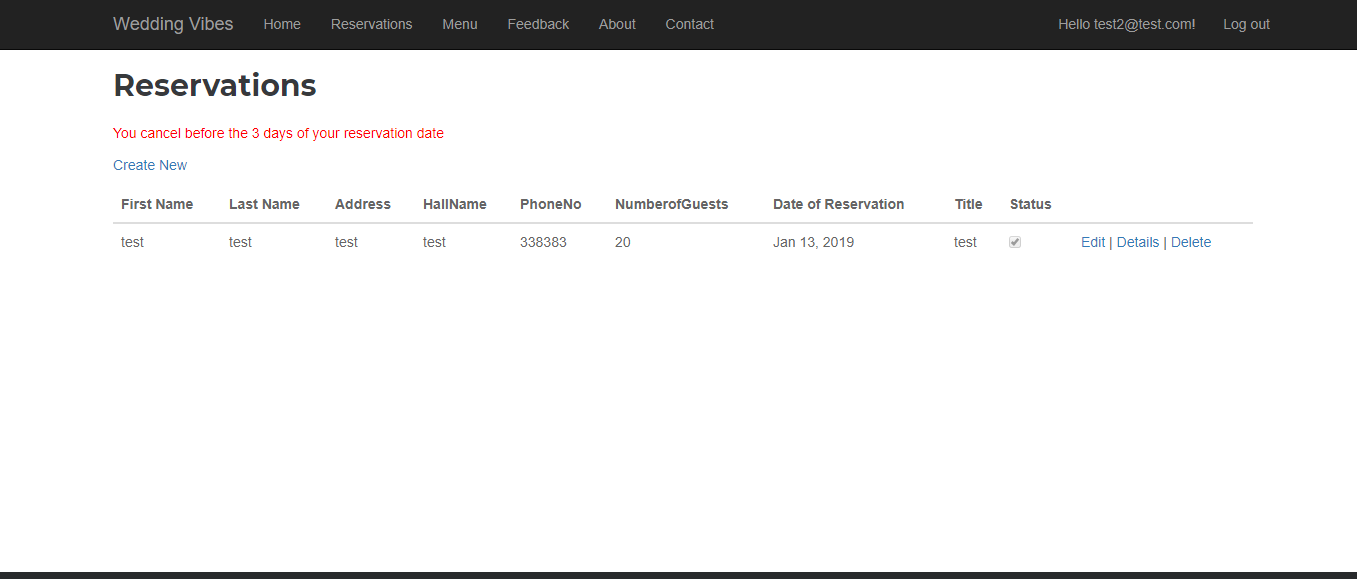 Wedding Vibes Home Reservations Menu Feedback About Contact Hello test2@test.com! Log out
Reservations
You cancel before the 3 days of your reservation date
Create New
First Name Last Name Address HallName PhoneNo NumberofGuests Date of Reservation Title Status
test test test test 338383 20 Jan 13, 2019 test Edit | Details | Delete